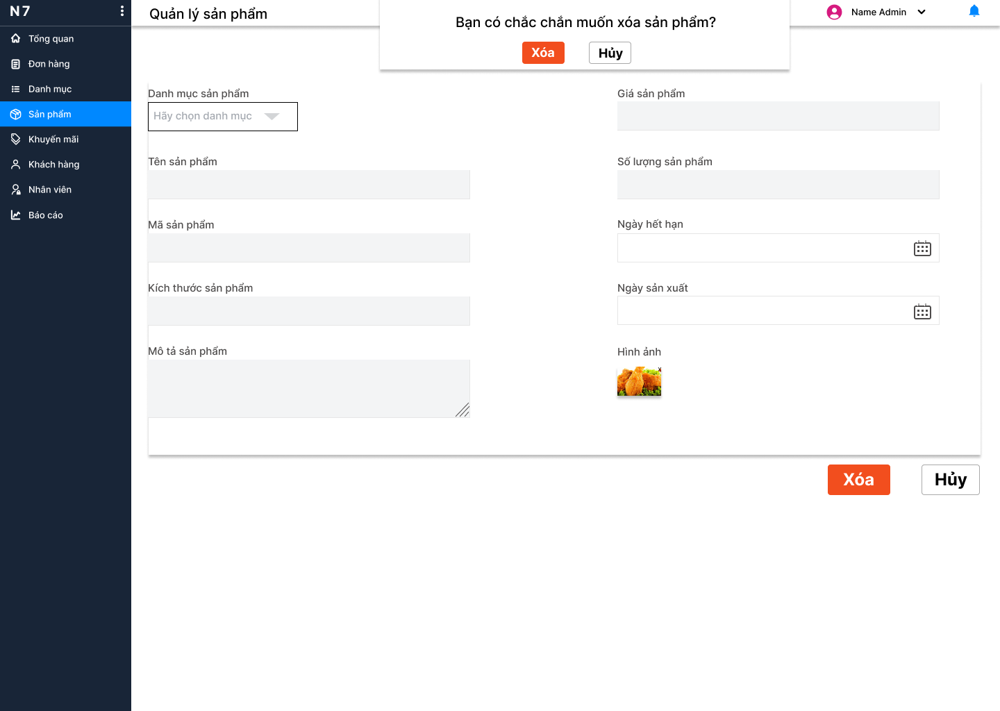 N7
Tổng quan
Đơn hàng
Danh mục
Sản phẩm
Khuyến mãi
Khách hàng
Nhân viên
Báo cáo
Quản lý sản phẩm
Bạn có chắc chắn muốn xóa sản phẩm?
Xóa
Hủy
Name Admin
Danh mục sản phẩm
Hãy chọn danh mục
Tên sản phẩm
Mã sản phẩm
Kích thước sản phẩm
Mô tả sản phẩm
Giá sản phẩm
Số lượng sản phẩm
Ngày hết hạn
Ngày sản xuất
Hình ảnh
x
Xóa
Hủy